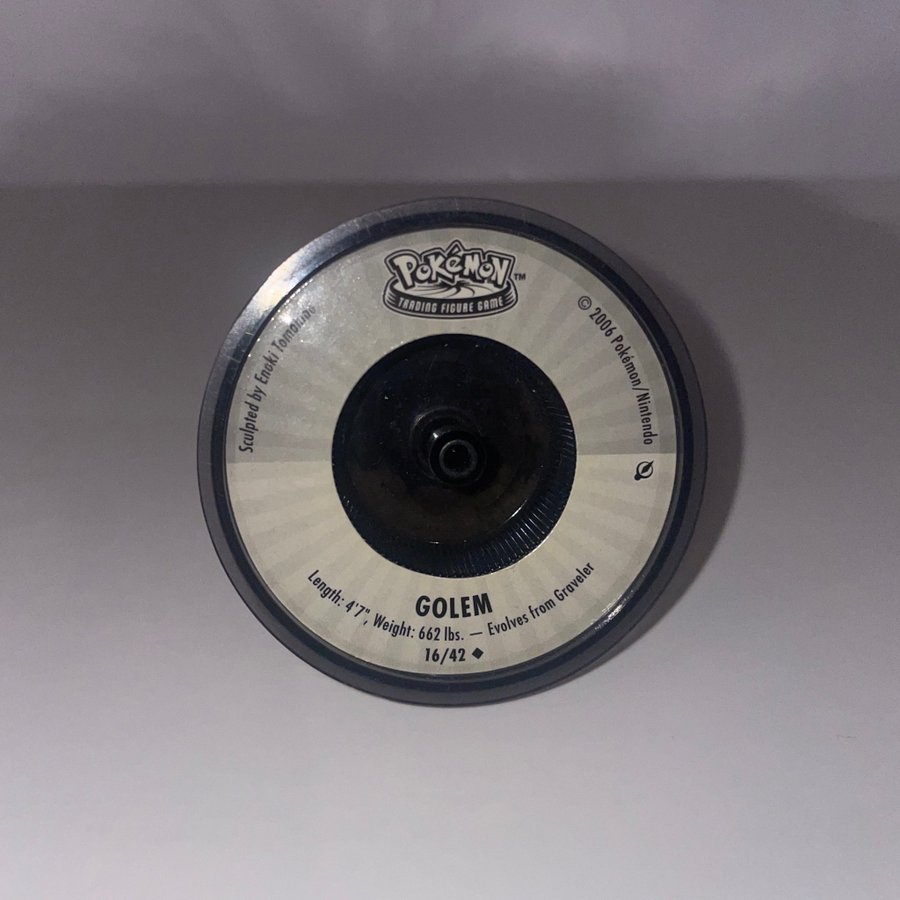 POKéMON™
TRADING FIGURE GAME
Sculpted by Enoki
© 2006 Pokémon/Nintendo
GOLEM
Length: 4'7", Weight: 662 lbs. — Evolves from Graveler
16/42 ◆